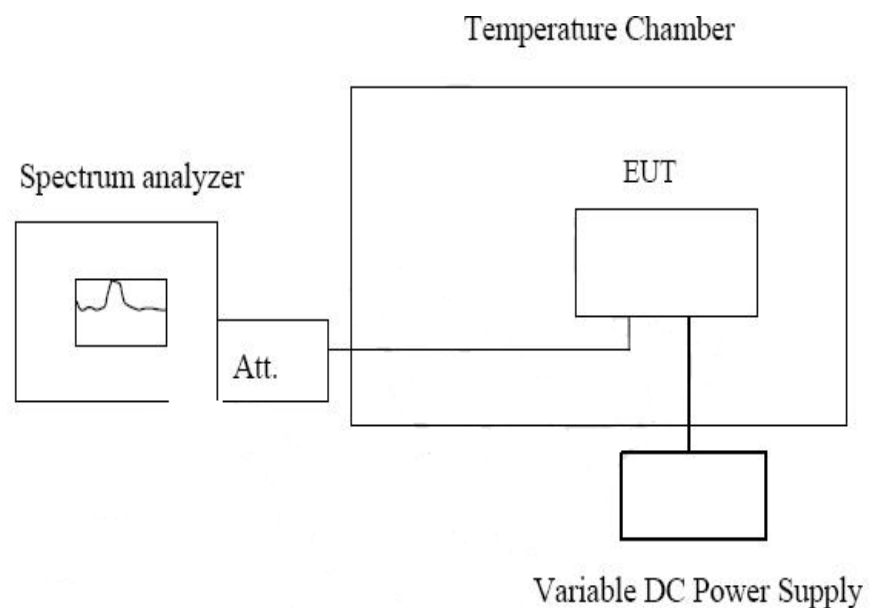 Temperature Chamber
Spectrum analyzer
EUT
Att.
Variable DC Power Supply